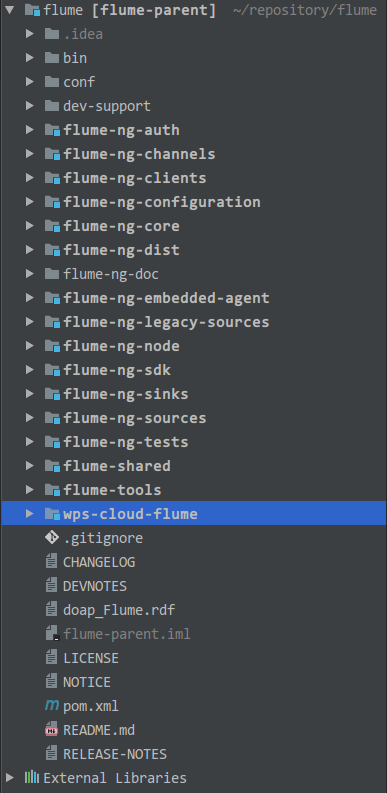 flume [flume-parent] ~/repository/flume
.idea
bin
conf
dev-support
flume-ng-auth
flume-ng-channels
flume-ng-clients
flume-ng-configuration
flume-ng-core
flume-ng-dist
flume-ng-doc
flume-ng-embedded-agent
flume-ng-legacy-sources
flume-ng-node
flume-ng-sdk
flume-ng-sinks
flume-ng-sources
flume-ng-tests
flume-shared
flume-tools
wps-cloud-flume
.gitignore
CHANGELOG
DEVNOTES
doap_Flume.rdf
flume-parent.iml
LICENSE
NOTICE
m pom.xml
README.md
RELEASE-NOTES
External Libraries